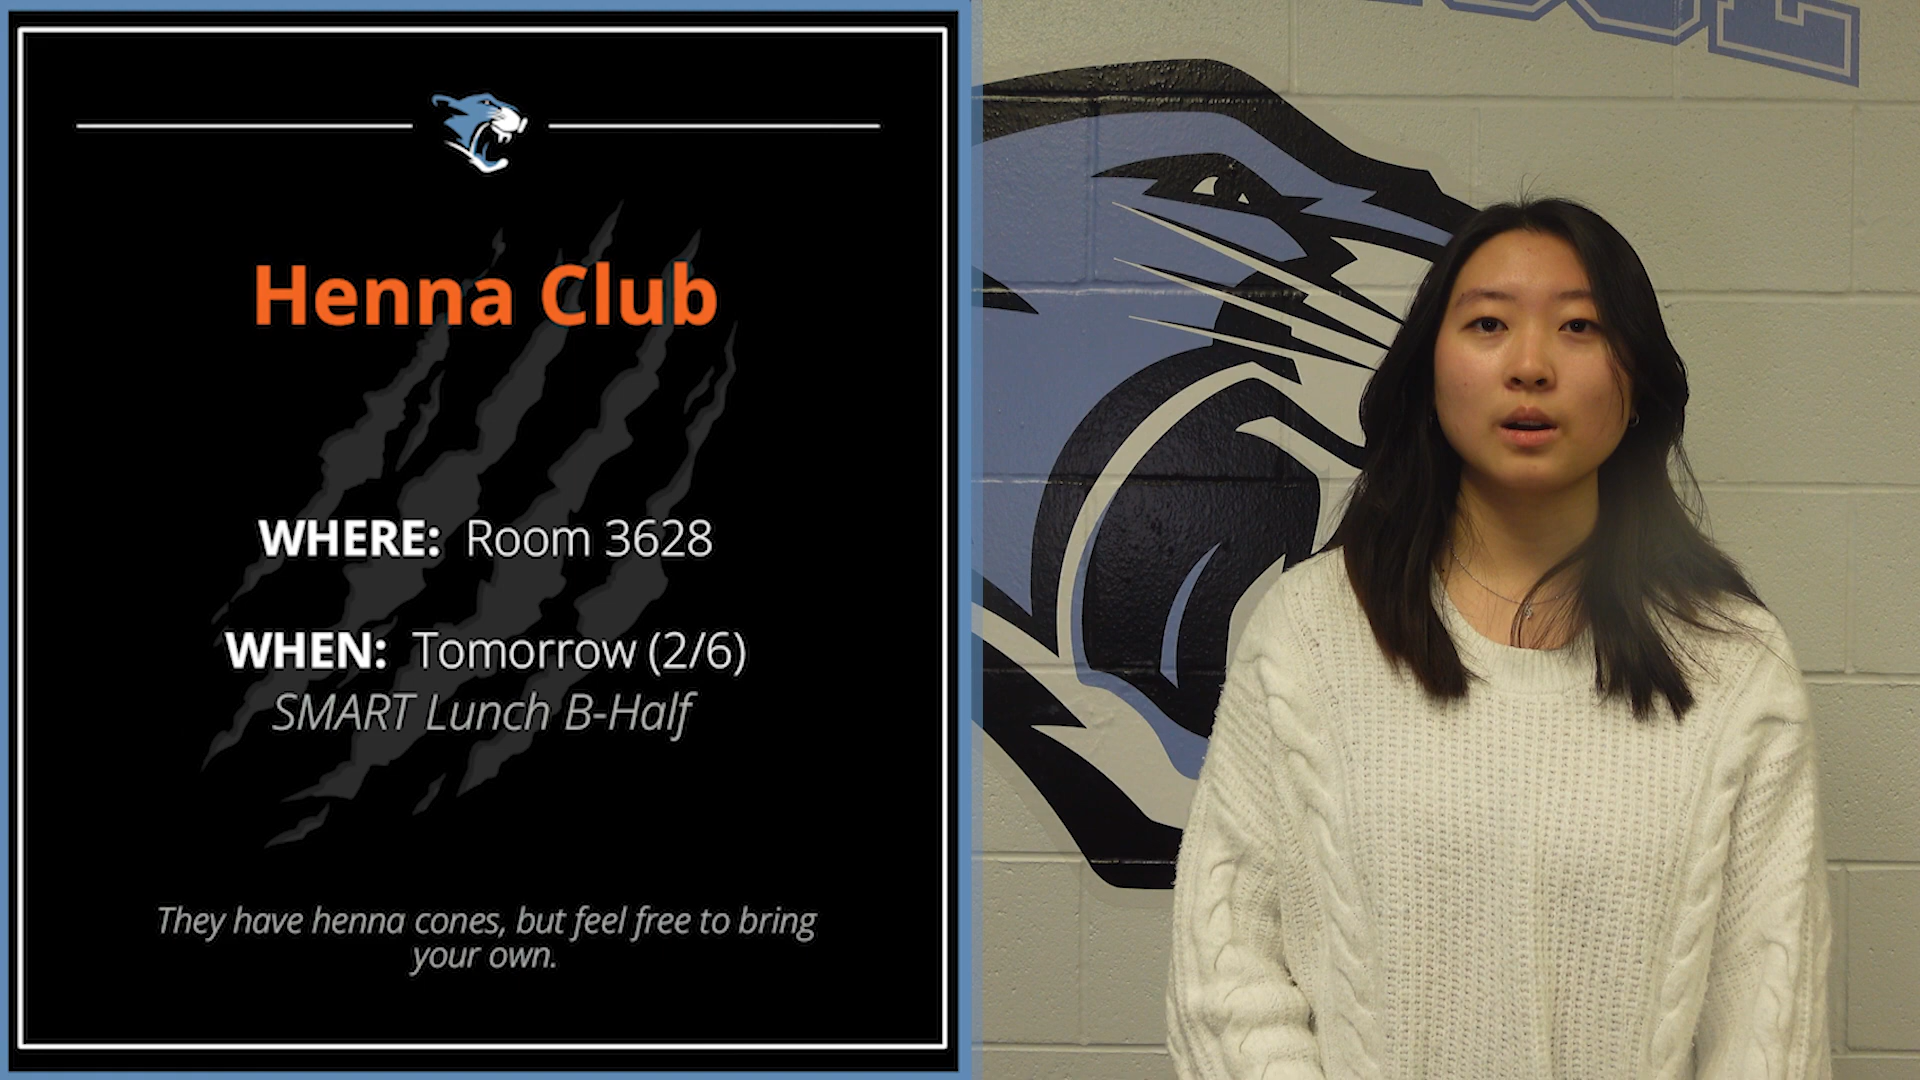 Henna Club
WHERE: Room 3628
WHEN: Tomorrow (2/6)
SMART Lunch B-Half
They have henna cones, but feel free to bring
your own.